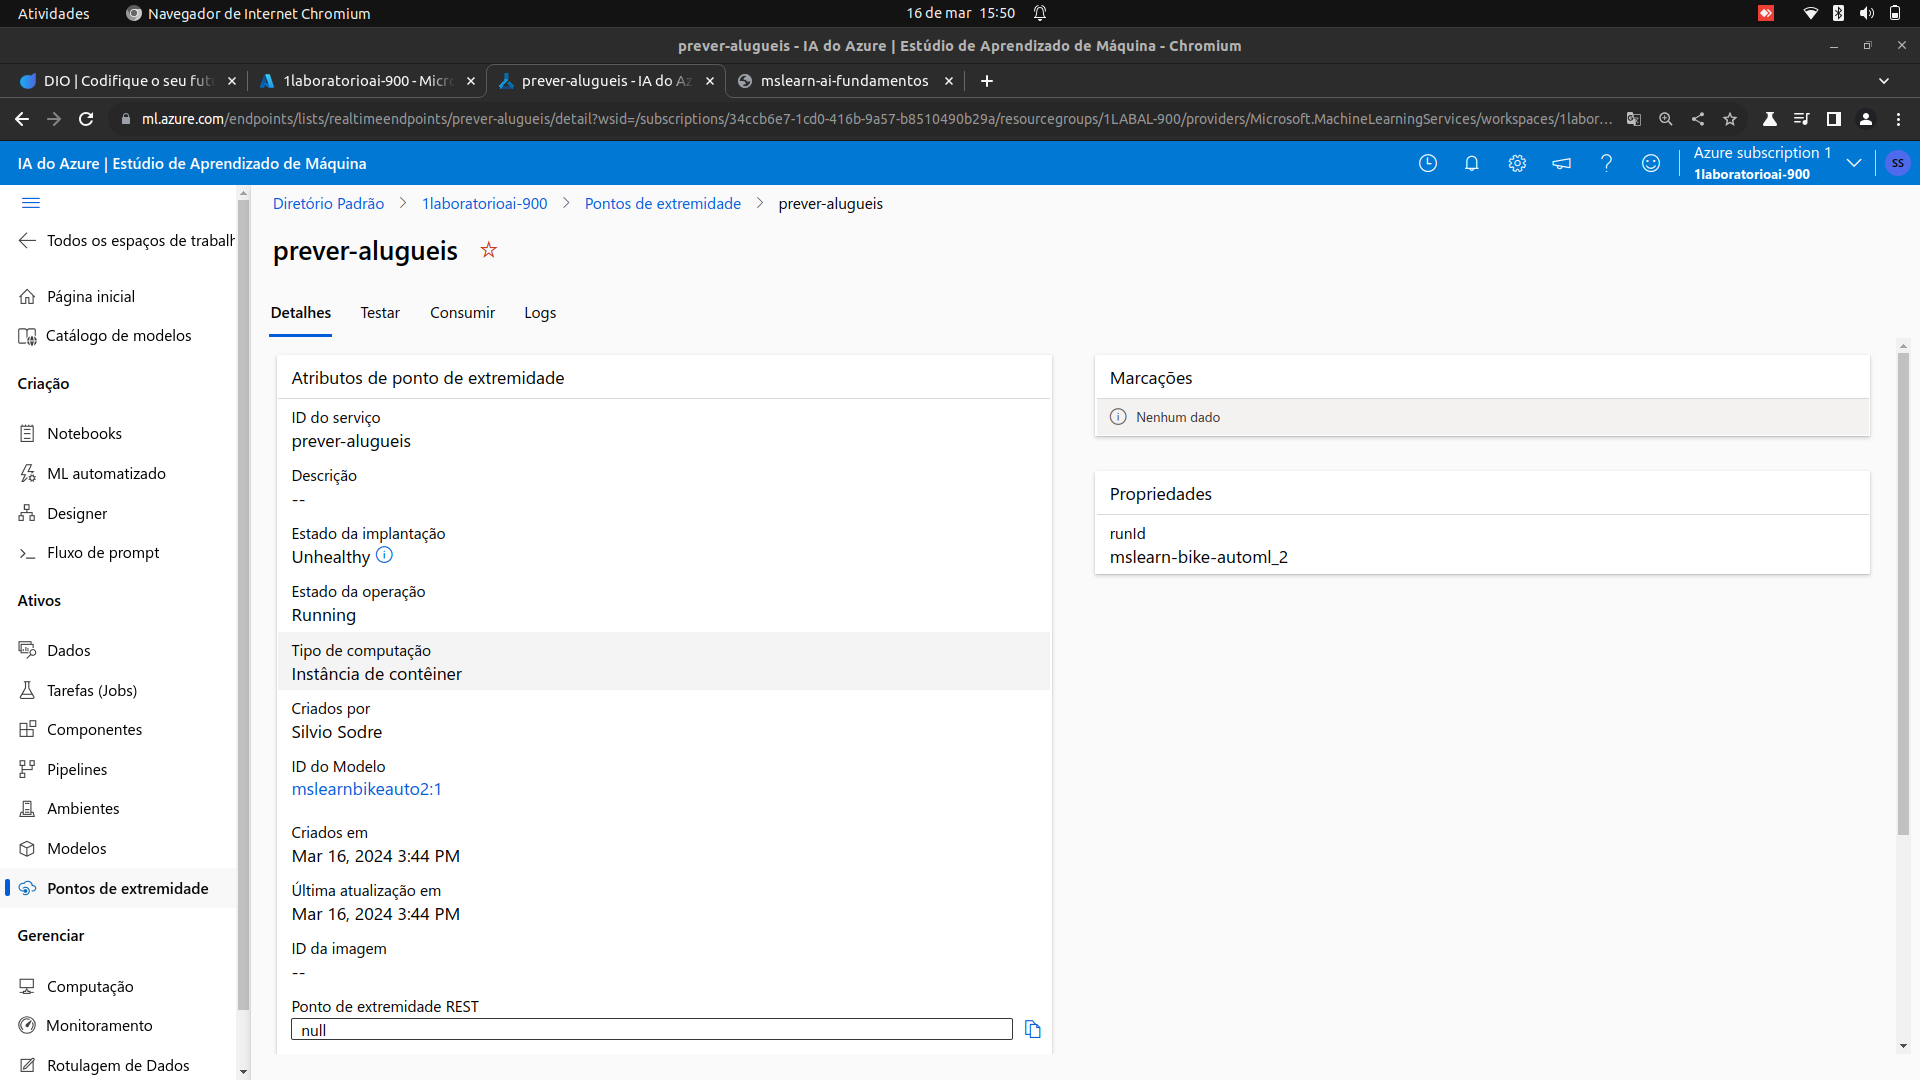 Atividades
Navegador de Internet Chromium
16 de mar 15:50
prever-alugueis - IA do Azure | Estúdio de Aprendizado de Máquina - Chromium
DIO | Codifique o seu fut
1laboratorioai-900 - Micr
prever-alugueis - IA do Az
mslearn-ai-fundamentos
ml.azure.com/endpoints/lists/realtimeendpoints/prever-alugueis/detail?wsid=/subscriptions/34ccb6e7-1cd0-416b-9a57-b8510490b29a/resourcegroups/1LABAL-900/providers/Microsoft.MachineLearningServices/workspaces/1labor...
IA do Azure | Estúdio de Aprendizado de Máquina
Azure subscription 1
1laboratorioai-900
SS
Diretório Padrão > 1laboratorioai-900 > Pontos de extremidade > prever-alugueis
Todos os espaços de trabalh
prever-alugueis
Página inicial
Catálogo de modelos
Criação
Notebooks
ML automatizado
Designer
Fluxo de prompt
Ativos
Dados
Tarefas (Jobs)
Componentes
Pipelines
Ambientes
Modelos
Pontos de extremidade
Gerenciar
Computação
Monitoramento
Rotulagem de Dados
Detalhes
Testar
Consumir
Logs
Atributos de ponto de extremidade
ID do serviço
prever-alugueis
Descrição
--
Estado da implantação
Unhealthy
Estado da operação
Running
Tipo de computação
Instância de contêiner
Criados por
Silvio Sodre
ID do Modelo
mslearnbikeauto2:1
Criados em
Mar 16, 2024 3:44 PM
Última atualização em
Mar 16, 2024 3:44 PM
ID da imagem
--
Ponto de extremidade REST
null
Marcações
Nenhum dado
Propriedades
runId
mslearn-bike-automl_2